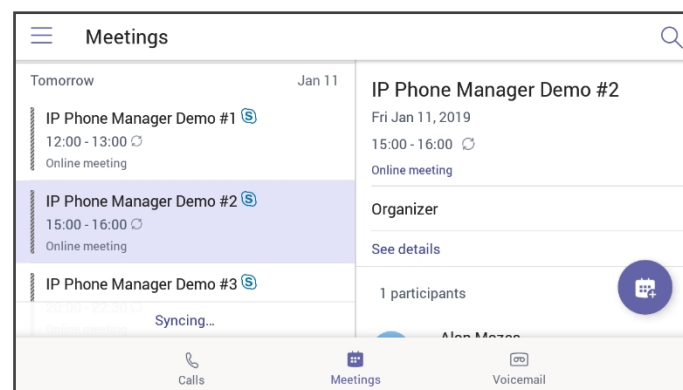 Meetings
Tomorrow Jan 11
IP Phone Manager Demo #1
12:00 - 13:00
Online meeting
IP Phone Manager Demo #2
15:00 - 16:00
Online meeting
IP Phone Manager Demo #3
Syncing...
IP Phone Manager Demo #2
Fri Jan 11, 2019
15:00 - 16:00
Online meeting
Organizer
See details
1 participants
Calls
Meetings
Voicemail